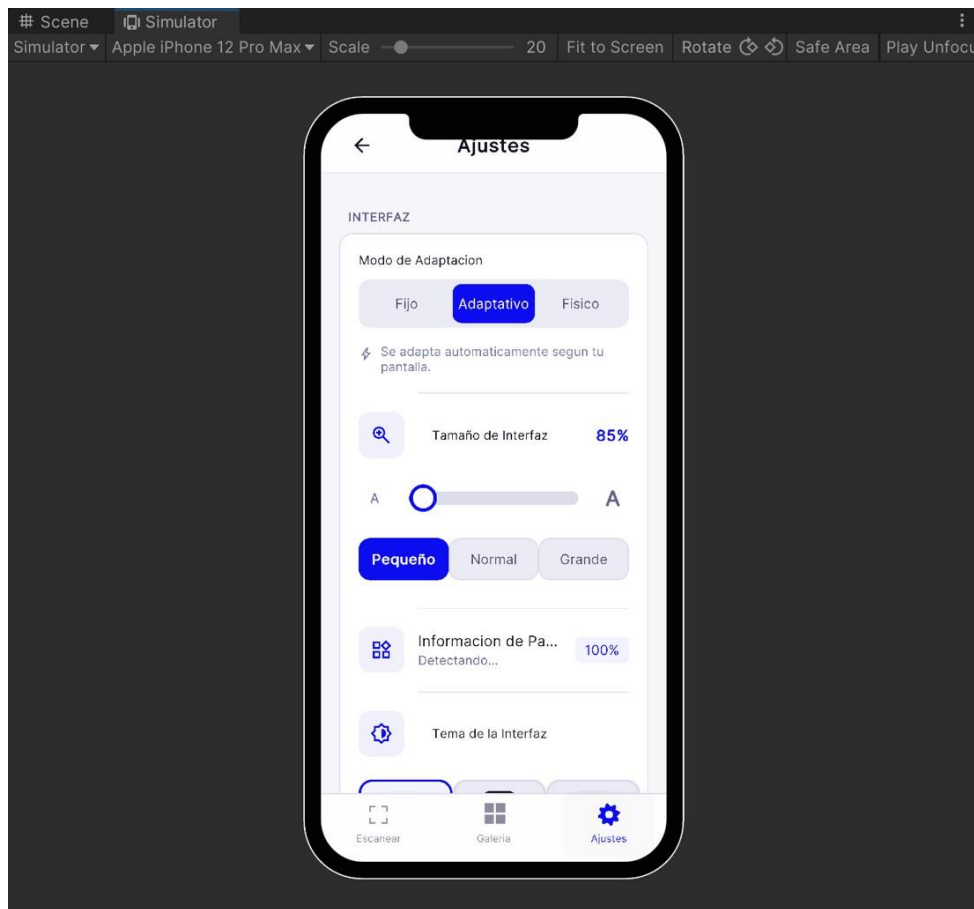 Scene Simulator
Simulator Apple iPhone 12 Pro Max Scale 20 Fit to Screen Rotate Safe Area Play Unfocu
Ajustes
INTERFAZ
Modo de Adaptacion
Fijo Adaptativo Fisico
Se adapta automaticamente segun tu
pantalla.
Tamaño de Interfaz 85%
A A
Pequeño Normal Grande
Informacion de Pa... 100%
Detectando...
Tema de la Interfaz
Escanear Galeria Ajustes